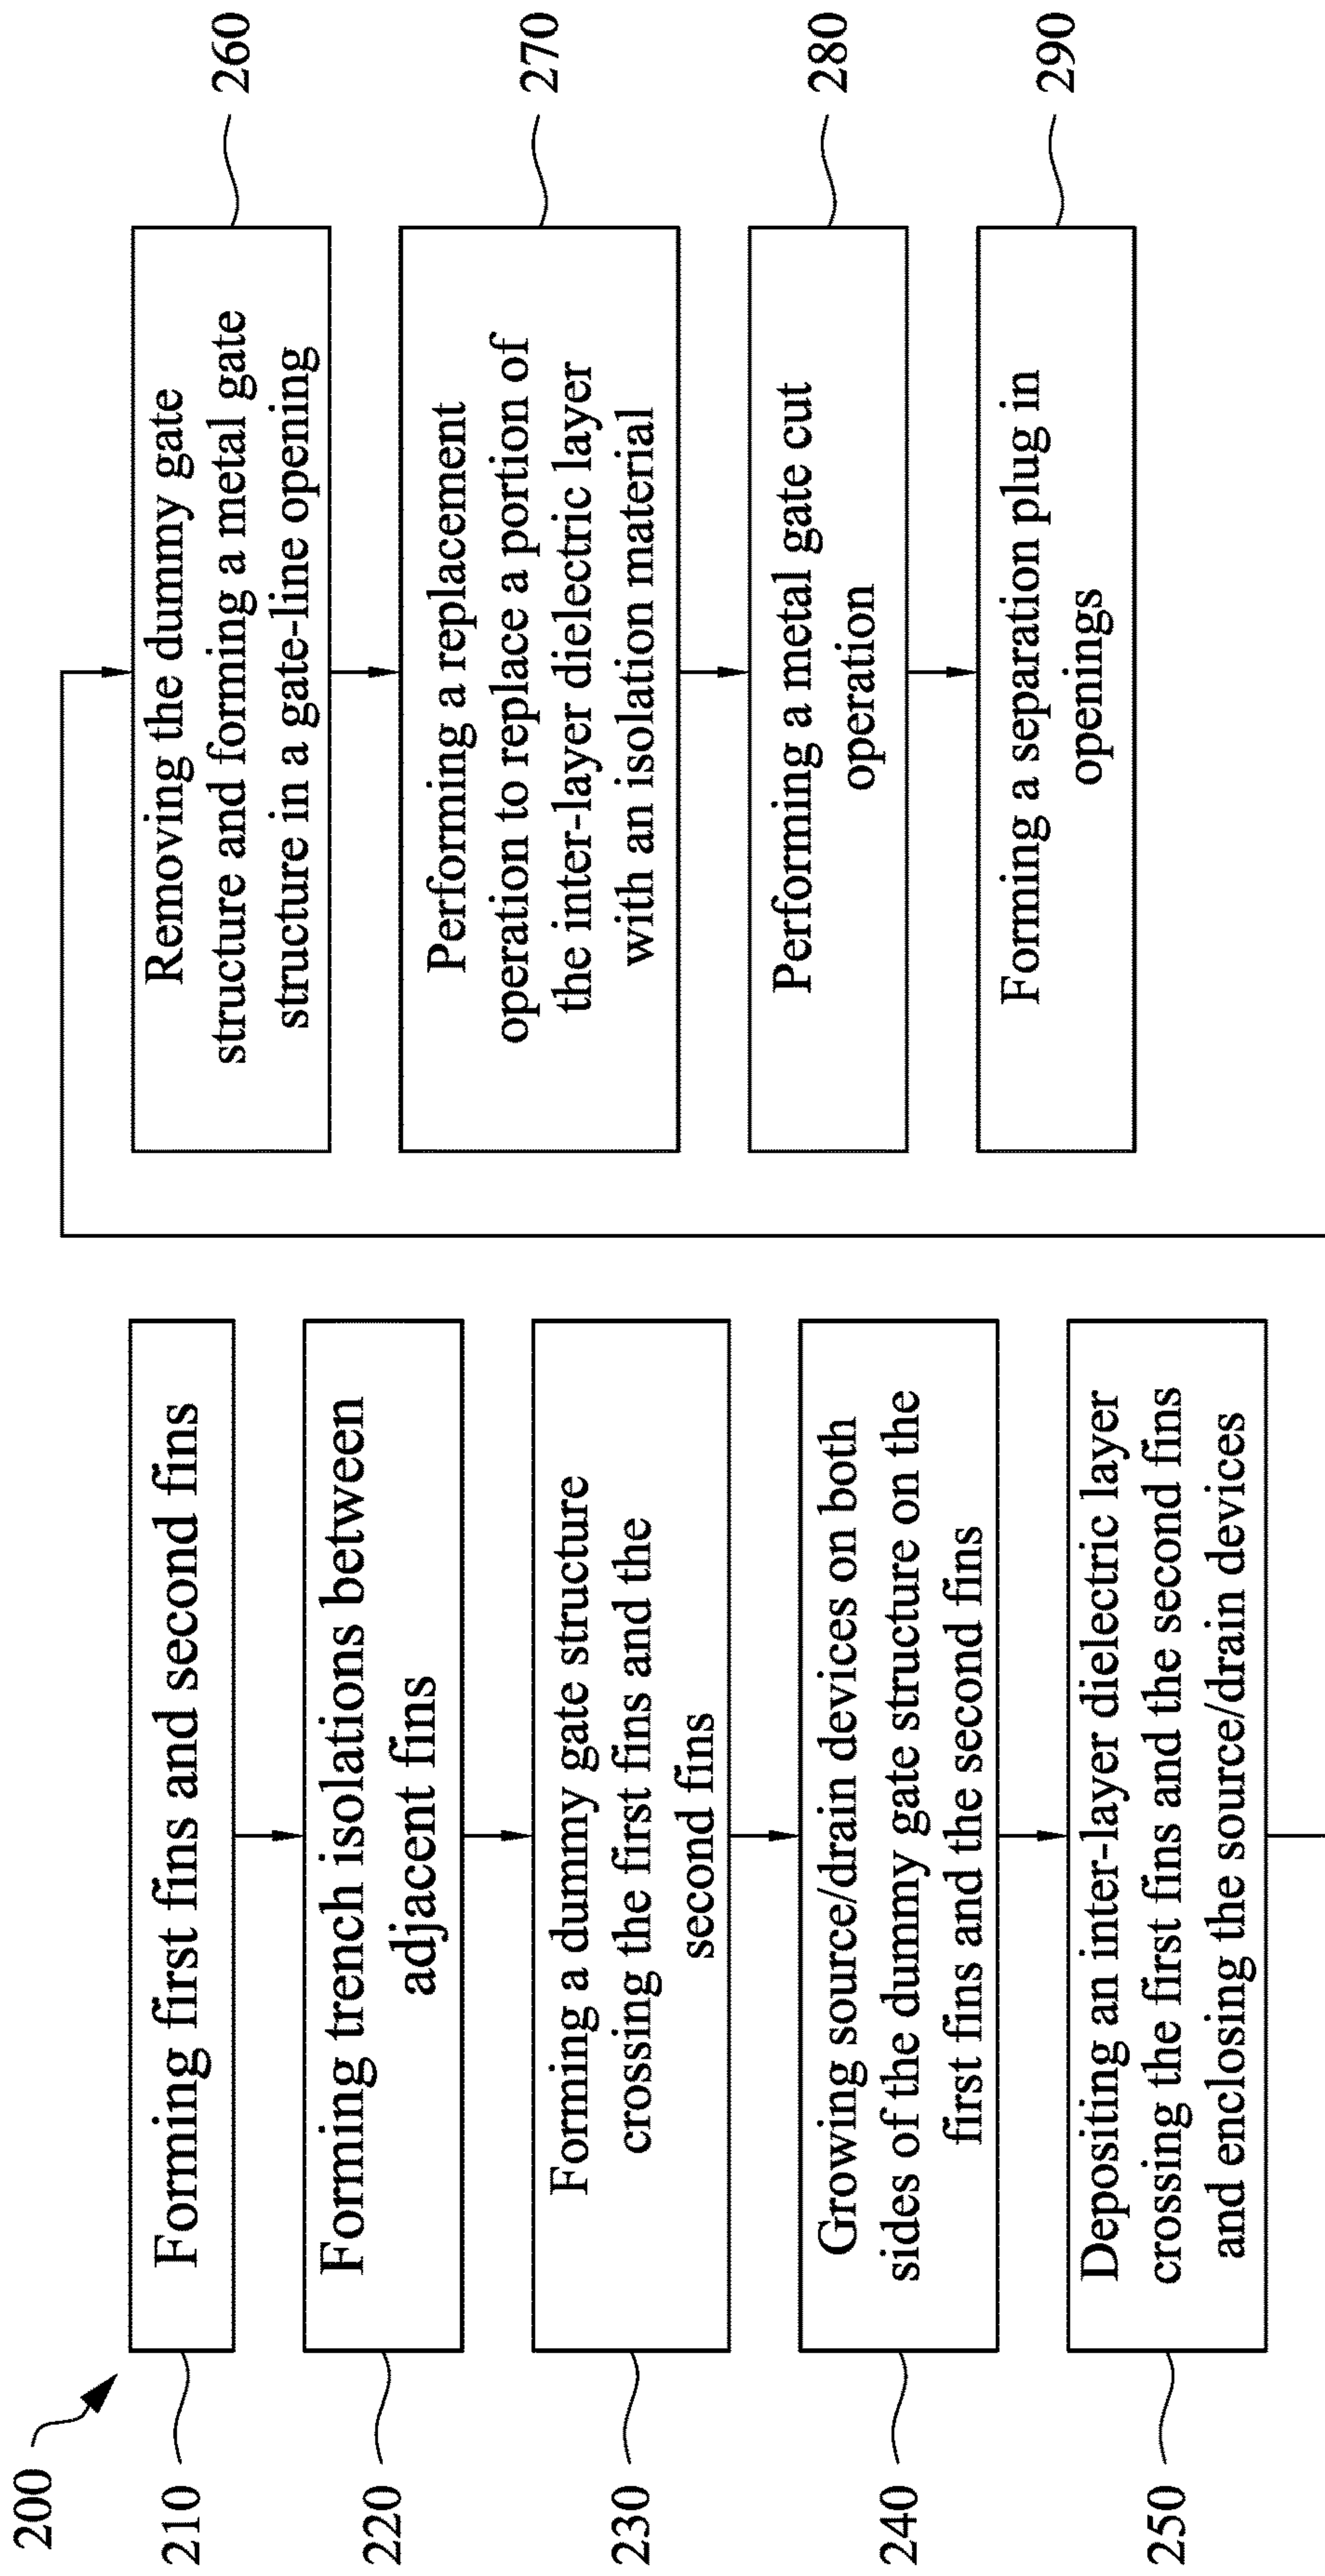 200
210
Forming first fins and second fins
220
Forming trench isolations between
adjacent fins
230
Forming a dummy gate structure
crossing the first fins and the
second fins
240
Growing source/drain devices on both
sides of the dummy gate structure on the
first fins and the second fins
250
Depositing an inter-layer dielectric layer
crossing the first fins and the second fins
and enclosing the source/drain devices
Removing the dummy gate
structure and forming a metal gate
structure in a gate-line opening
260
Performing a replacement
operation to replace a portion of
the inter-layer dielectric layer
with an isolation material
270
Performing a metal gate cut
operation
280
Forming a separation plug in
openings
290